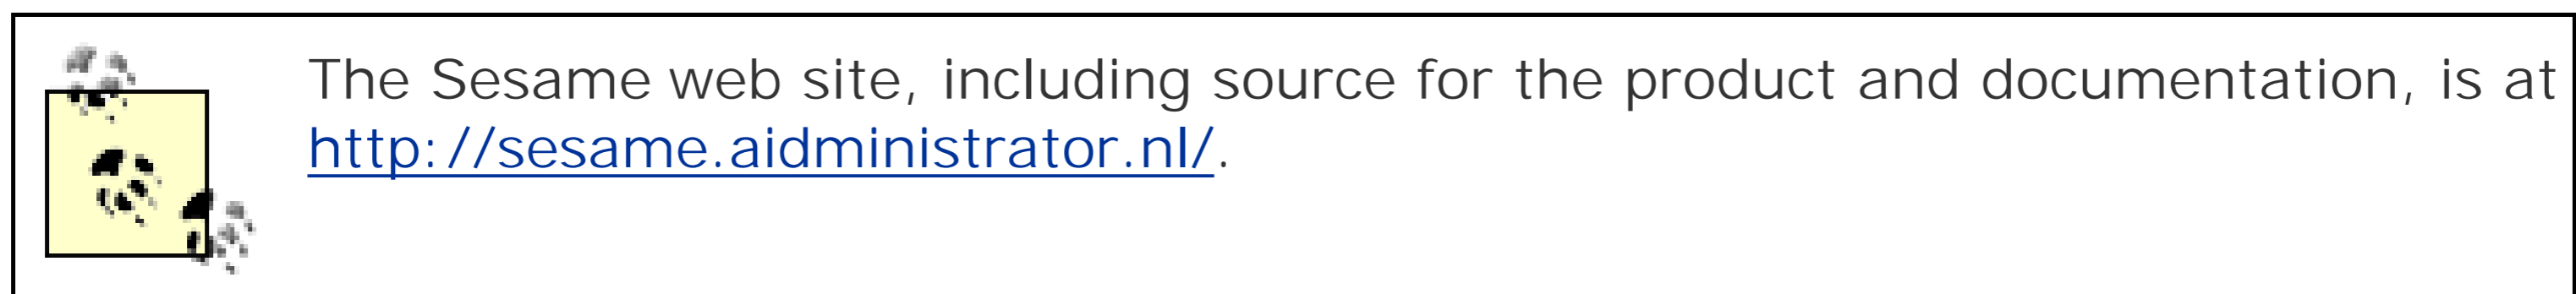 The Sesame web site, including source for the product and documentation, is at
http://sesame.aidministrator.nl/.